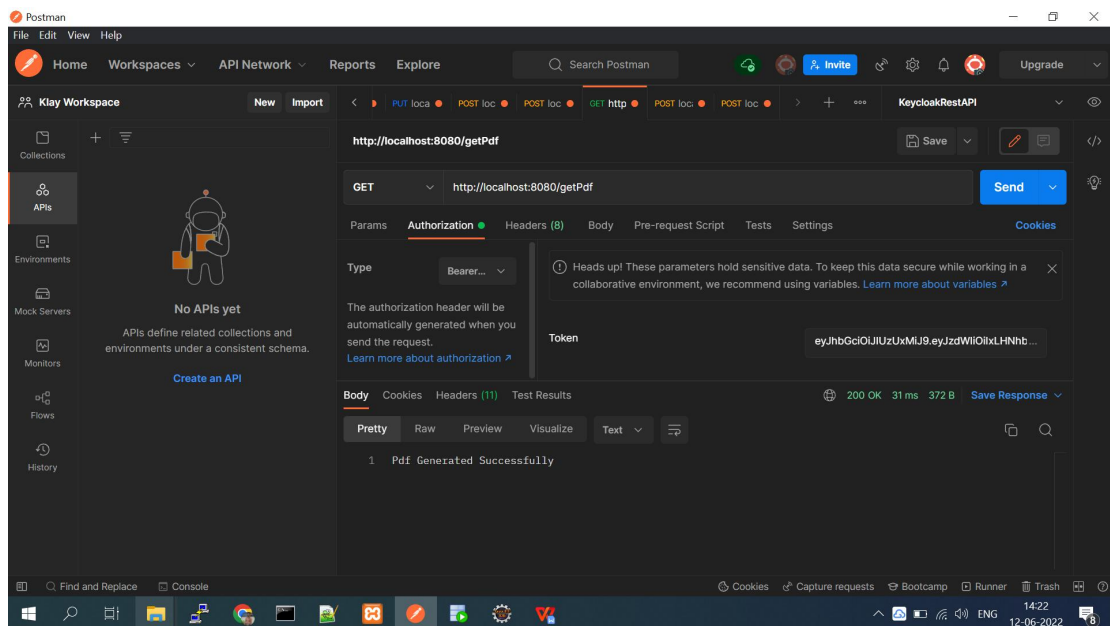 Postman
File Edit View Help
Home Workspaces API Network Reports Explore Search Postman Invite Upgrade
Klay Workspace New Import PUT loca POST loc POST loc GET http POST loc: POST loc KeycloakRestAPI
Collections
APIs
Environments
Mock Servers
Monitors
Flows
History
No APIs yet
APIs define related collections and
environments under a consistent schema.
Create an API
http://localhost:8080/getPdf Save
GET http://localhost:8080/getPdf Send
Params Authorization Headers (8) Body Pre-request Script Tests Settings Cookies
Type Bearer...
The authorization header will be
automatically generated when you
send the request.
Learn more about authorization
Heads up! These parameters hold sensitive data. To keep this data secure while working in a
collaborative environment, we recommend using variables. Learn more about variables
Token eyJhbGciOiJIUzUxMiJ9.eyJzdWIiOiIxLHNhb...
Body Cookies Headers (11) Test Results 200 OK 31 ms 372 B Save Response
Pretty Raw Preview Visualize Text
1 Pdf Generated Successfully
Find and Replace Console Cookies Capture requests Bootcamp Runner Trash
ENG 14:22
12-06-2022
8